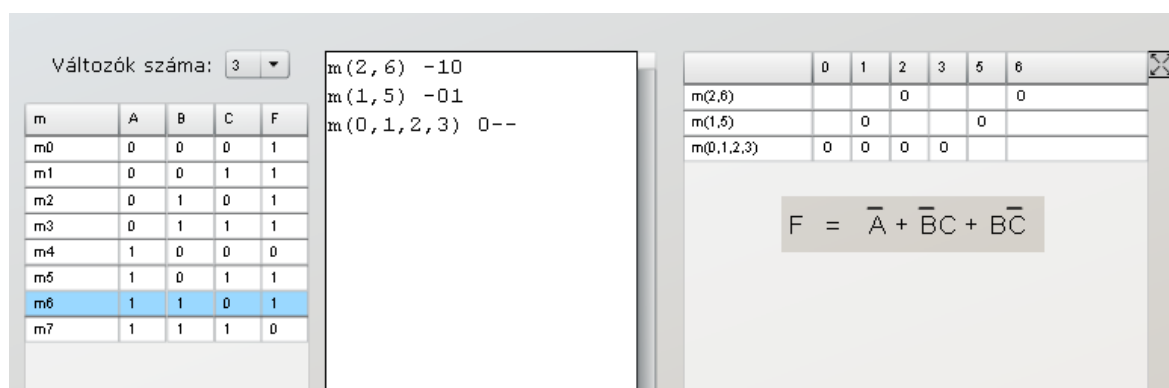 Változók száma: 3
m A B C F
m0 0 0 0 1
m1 0 0 1 1
m2 0 1 0 1
m3 0 1 1 1
m4 1 0 0 0
m5 1 0 1 1
m6 1 1 0 1
m7 1 1 1 0
m(2,6) -10
m(1,5) -01
m(0,1,2,3) 0--
0 1 2 3 5 6
m(2,6) 0 0
m(1,5) 0 0
m(0,1,2,3) 0 0 0 0
F = A̅ + B̅C + BC̅